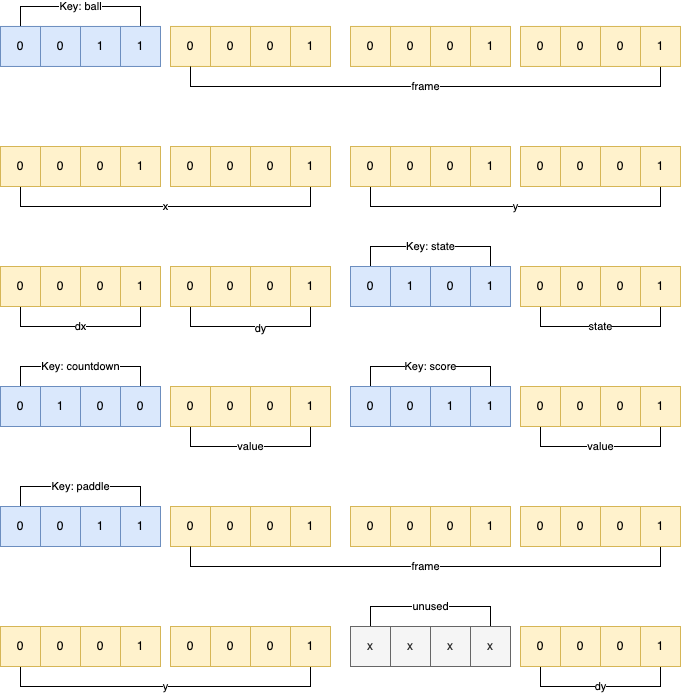 Key: ball
0 0 1 1 0 0 0 1 0 0 0 1 0 0 0 1
frame
0 0 0 1 0 0 0 1 0 0 0 1 0 0 0 1
x y
Key: state
0 0 0 1 0 0 0 1 0 1 0 1 0 0 0 1
dx dy state
Key: countdown Key: score
0 1 0 0 0 0 0 1 0 0 1 1 0 0 0 1
value value
Key: paddle
0 0 1 1 0 0 0 1 0 0 0 1 0 0 0 1
frame
unused
0 0 0 1 0 0 0 1 x x x x 0 0 0 1
y dy